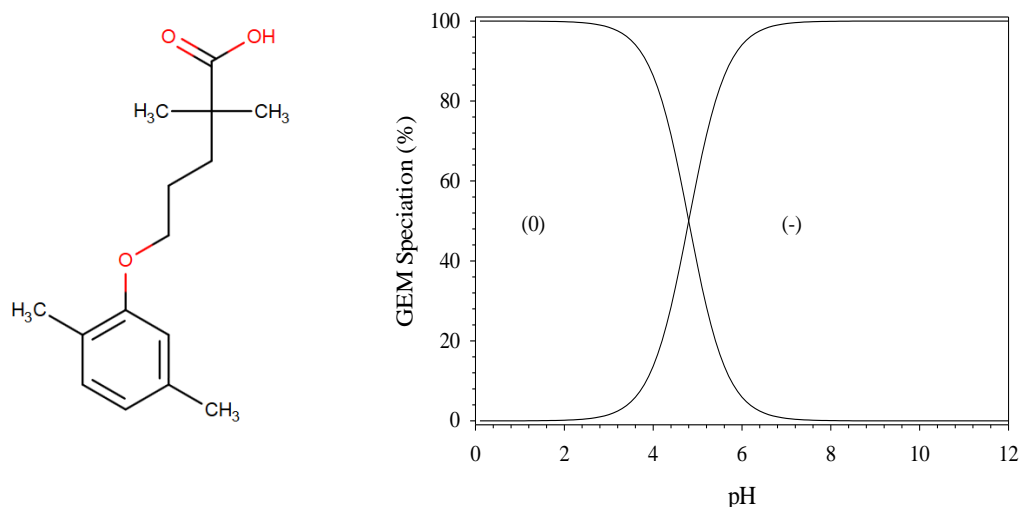 O OH
H₃C CH₃
O
H₃C
CH₃
GEM Speciation (%)
100
80
60
40
20
0
(0) (-)
0 2 4 6 8 10 12
pH